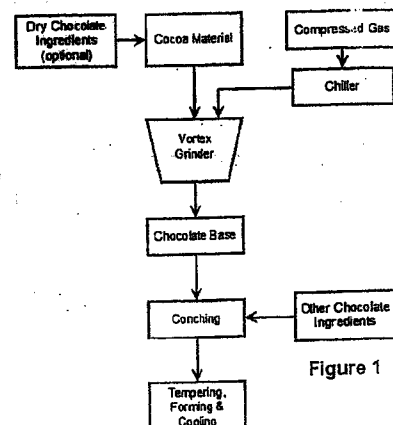 Dry Chocolate
Ingredients
(optional)
Cocoa Material
Compressed Gas
Chiller
Vortex
Grinder
Chocolate Base
Conching
Other Chocolate
Ingredients
Figure 1
Tempering,
Forming &
Cooling